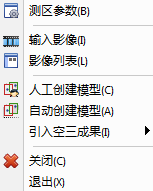 测区参数(B)
输入影像(I)
影像列表(L)
人工创建模型(C)
自动创建模型(A)
引入空三成果(I)
关闭(C)
退出(X)